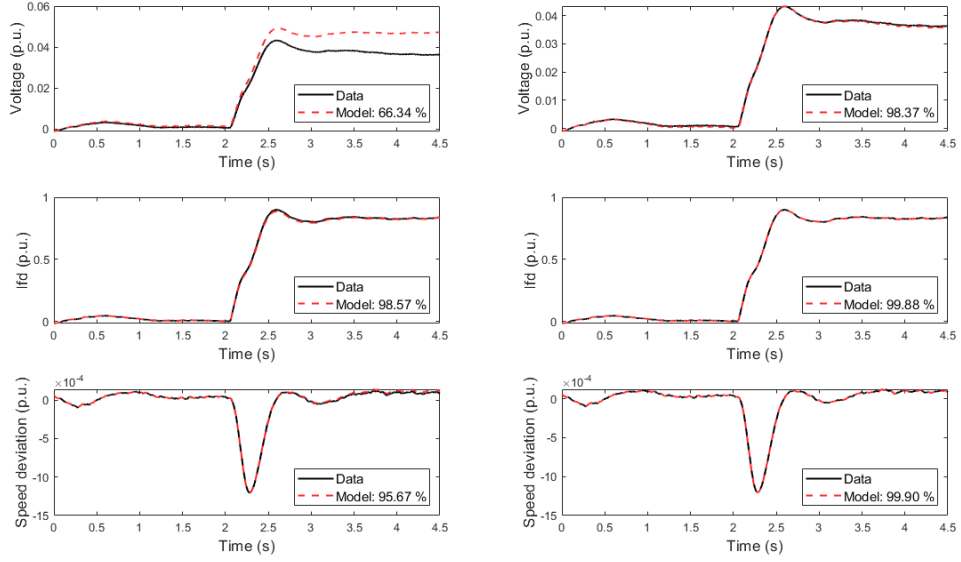 0.06
0.04
0.02
0
Voltage (p.u.)
Data
Model: 66.34 %
0 0.5 1 1.5 2 2.5 3 3.5 4 4.5
Time (s)
0.04
0.03
0.02
0.01
0
Voltage (p.u.)
Data
Model: 98.37 %
0 0.5 1 1.5 2 2.5 3 3.5 4 4.5
Time (s)
1
0.5
0
Ifd (p.u.)
Data
Model: 98.57 %
0 0.5 1 1.5 2 2.5 3 3.5 4 4.5
Time (s)
1
0.5
0
Ifd (p.u.)
Data
Model: 99.88 %
0 0.5 1 1.5 2 2.5 3 3.5 4 4.5
Time (s)
×10⁻⁴
0
-5
-10
-15
Speed deviation (p.u.)
Data
Model: 95.67 %
0 0.5 1 1.5 2 2.5 3 3.5 4 4.5
Time (s)
×10⁻⁴
0
-5
-10
-15
Speed deviation (p.u.)
Data
Model: 99.90 %
0 0.5 1 1.5 2 2.5 3 3.5 4 4.5
Time (s)